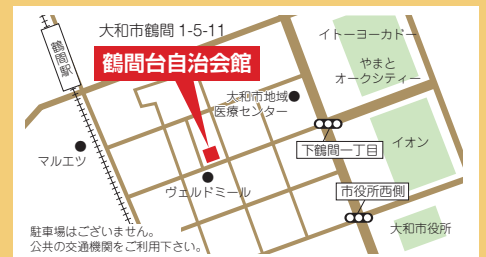 大和市鶴間 1-5-11
鶴間台自治会館
鶴間駅
イトーヨーカドー
やまと
オークシティー
大和市地域
医療センター
下鶴間一丁目
イオン
マルエツ
ヴェルドミール
市役所西側
大和市役所
駐車場はございません。
公共の交通機関をご利用下さい。